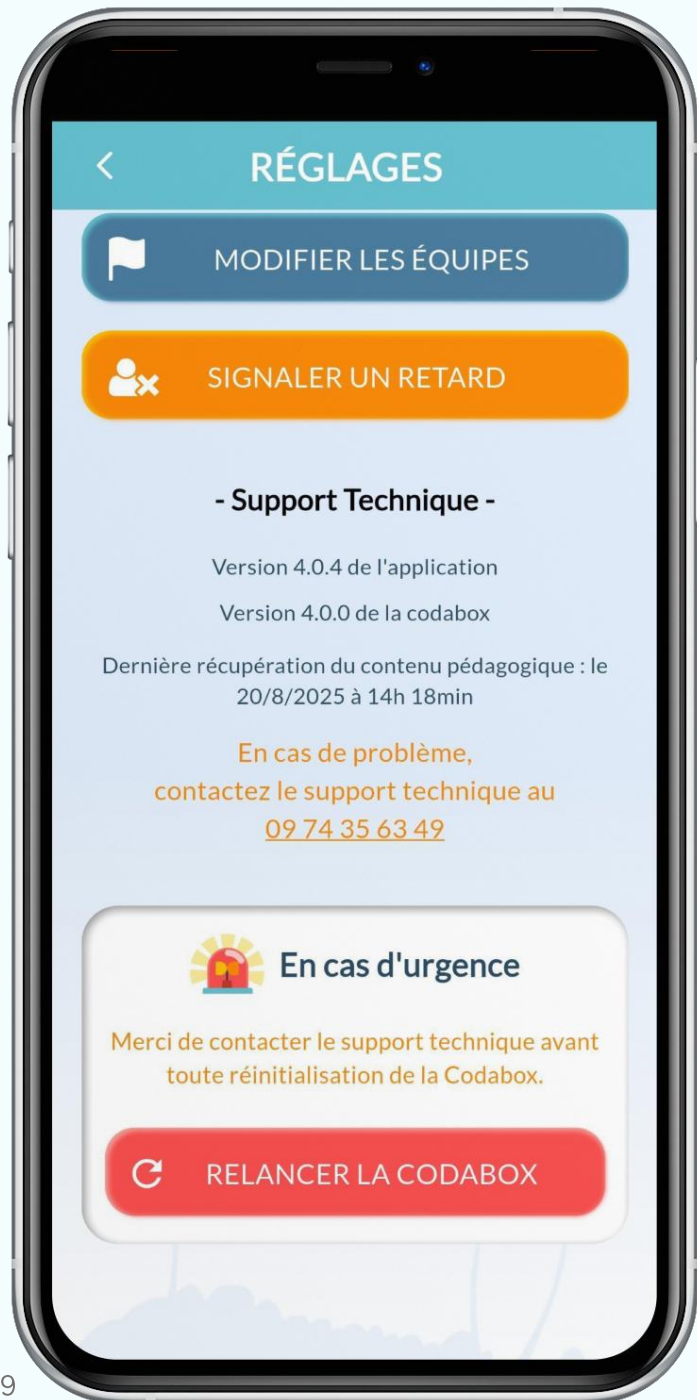 RÉGLAGES
MODIFIER LES ÉQUIPES
SIGNALER UN RETARD
- Support Technique -
Version 4.0.4 de l'application
Version 4.0.0 de la codabox
Dernière récupération du contenu pédagogique : le
20/8/2025 à 14h 18min
En cas de problème,
contactez le support technique au
09 74 35 63 49
En cas d'urgence
Merci de contacter le support technique avant
toute réinitialisation de la Codabox.
RELANCER LA CODABOX
9